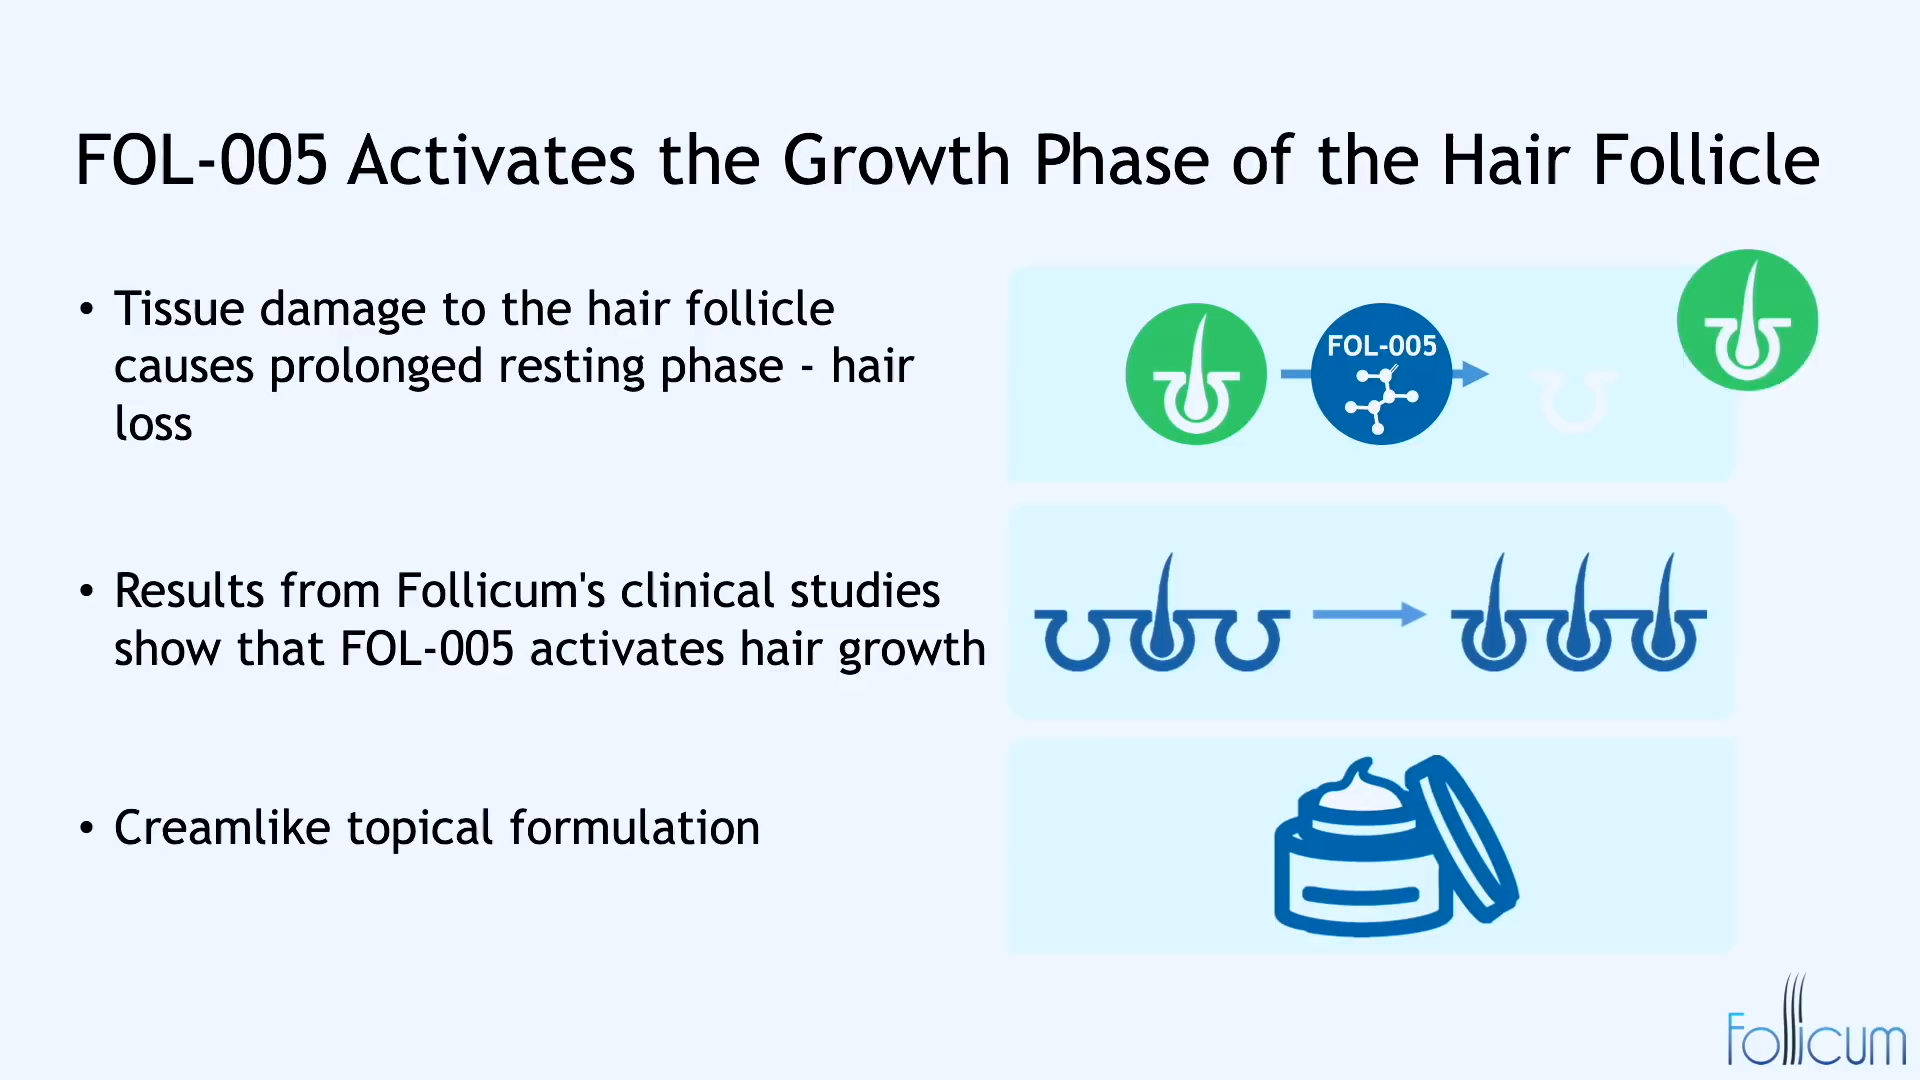 FOL-005 Activates the Growth Phase of the Hair Follicle
• Tissue damage to the hair follicle
causes prolonged resting phase - hair
loss
FOL-005
• Results from Follicum's clinical studies
show that FOL-005 activates hair growth
• Creamlike topical formulation
Follicum